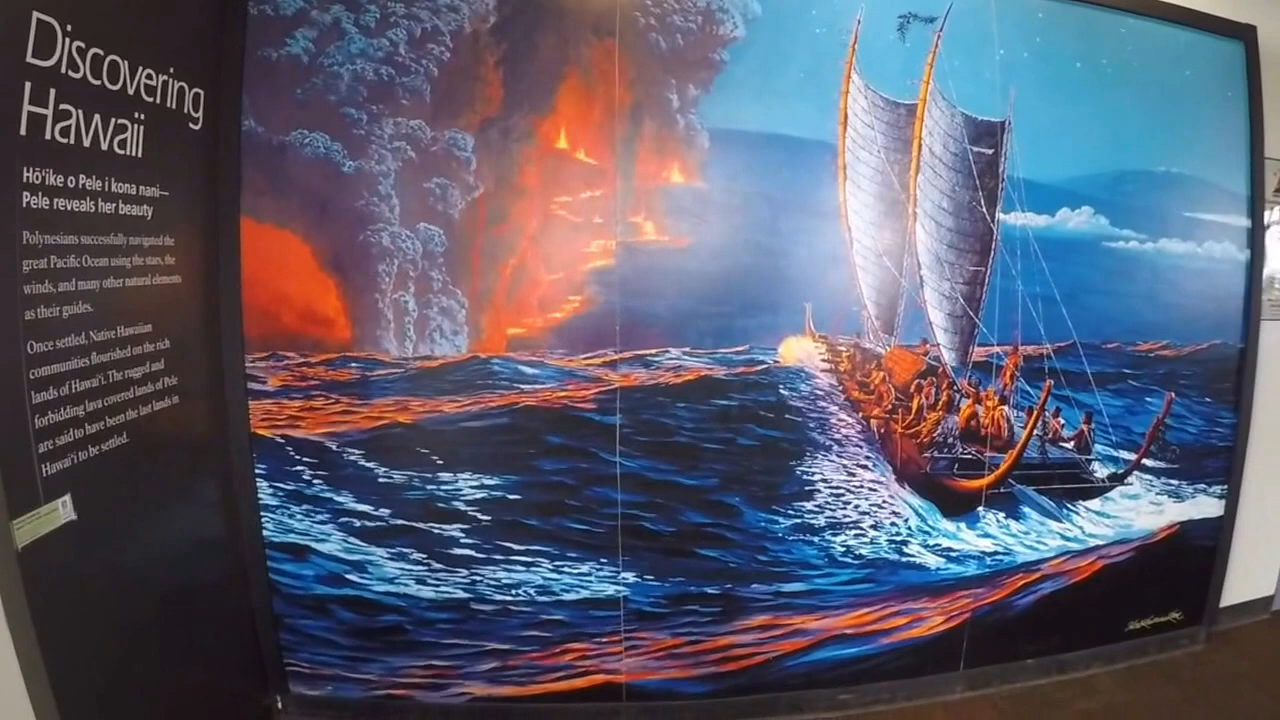 Discovering
Hawaii
Hōʻike o Pele i kona nani—
Pele reveals her beauty
Polynesians successfully navigated the
great Pacific Ocean using the stars, the
winds, and many other natural elements
as their guides.
Once settled, Native Hawaiian
communities flourished on the rich
lands of Hawaiʻi. The rugged and
forbidding lava covered lands of Pele
are said to have been the last lands in
Hawaiʻi to be settled.